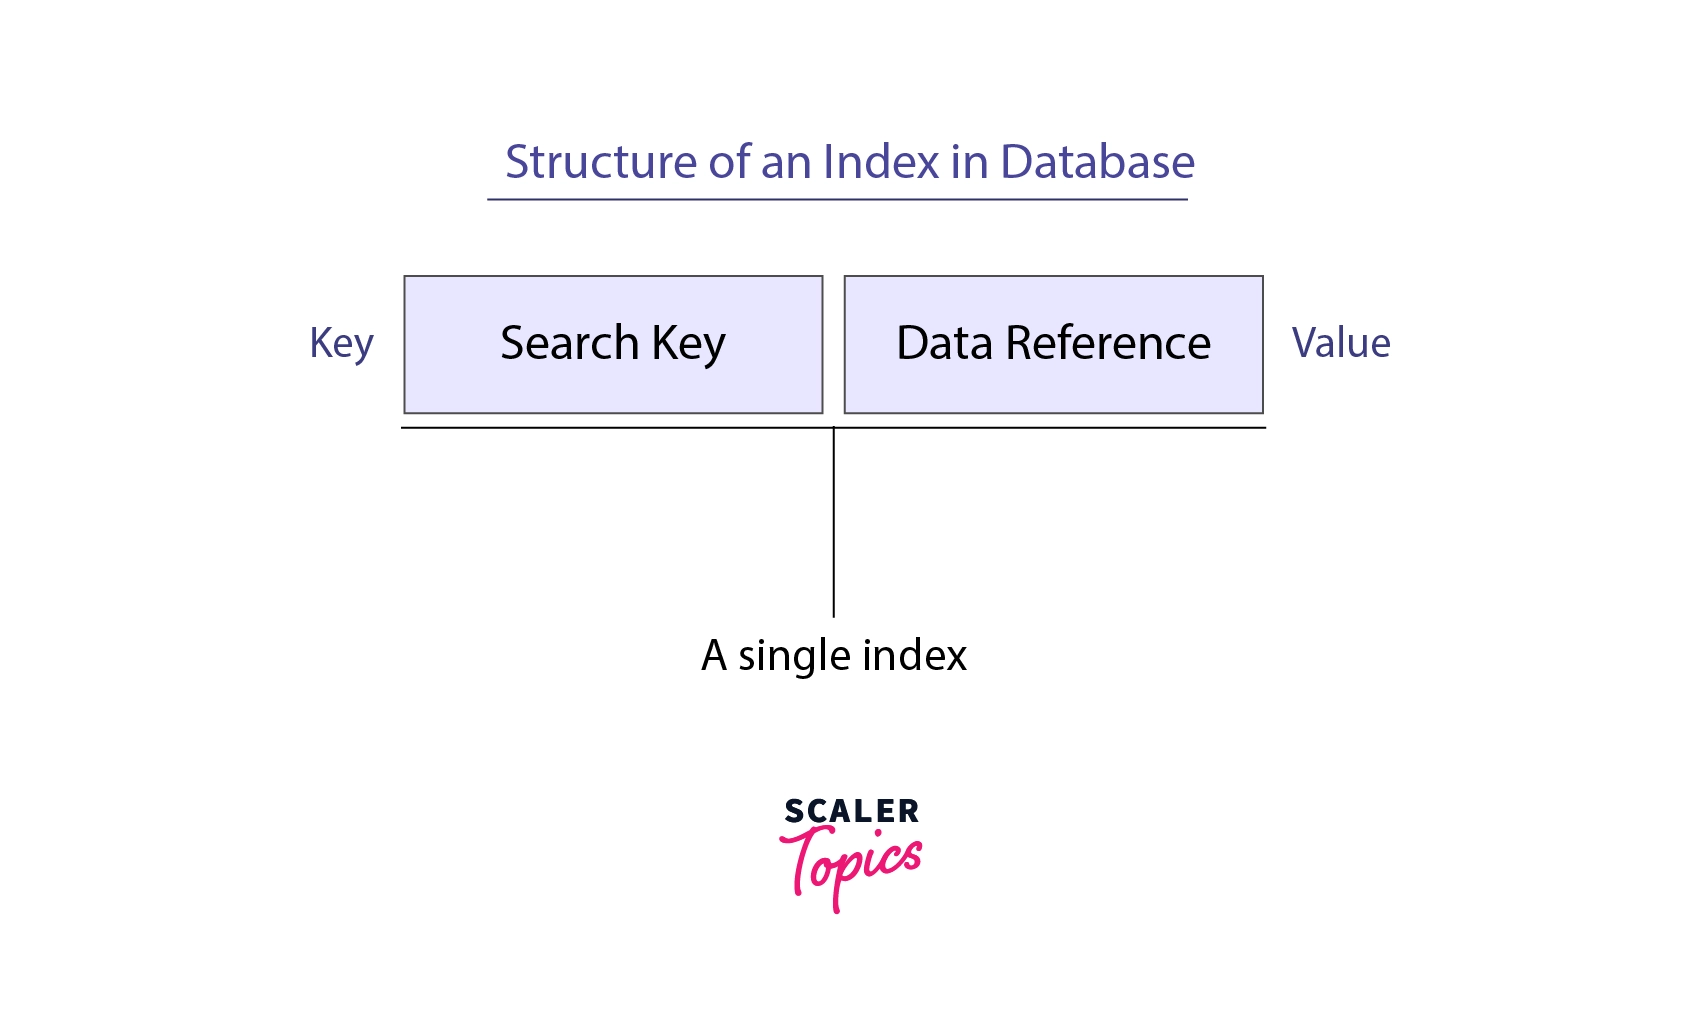 Structure of an Index in Database
Key Search Key Data Reference Value
A single index
SCALER
Topics